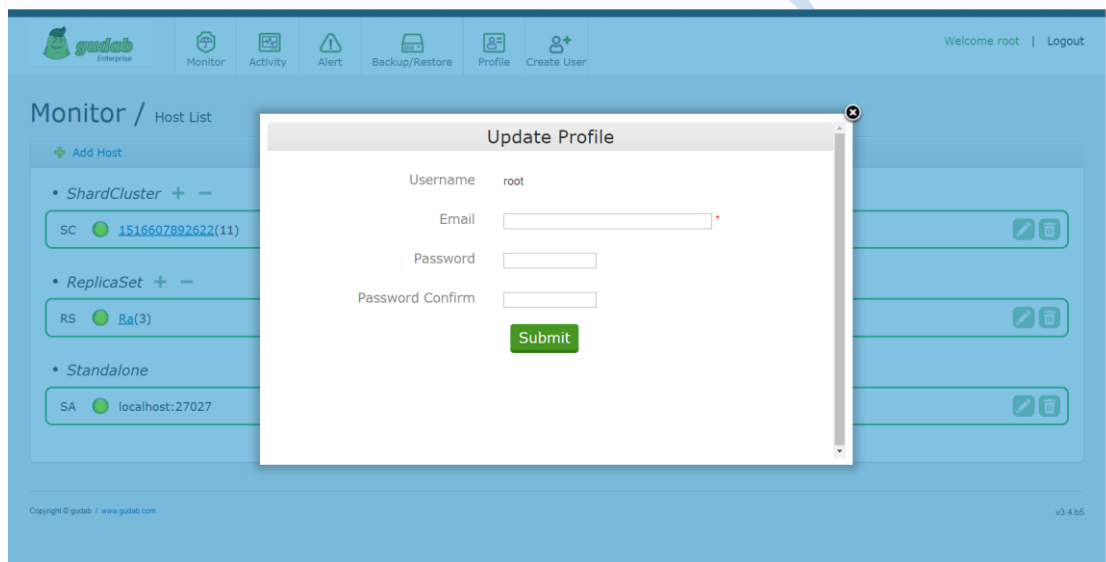 gudab
Enterprise
Monitor
Activity
Alert
Backup/Restore
Profile
Create User
Welcome root | Logout
Monitor / Host List
Add Host
Update Profile
Username root
Email *
Password
Password Confirm
Submit
• ShardCluster + −
SC 1516607892622(11)
• ReplicaSet + −
RS Ra(3)
• Standalone
SA localhost:27027
Copyright © gudab / www.gudab.com
v3.4.b5